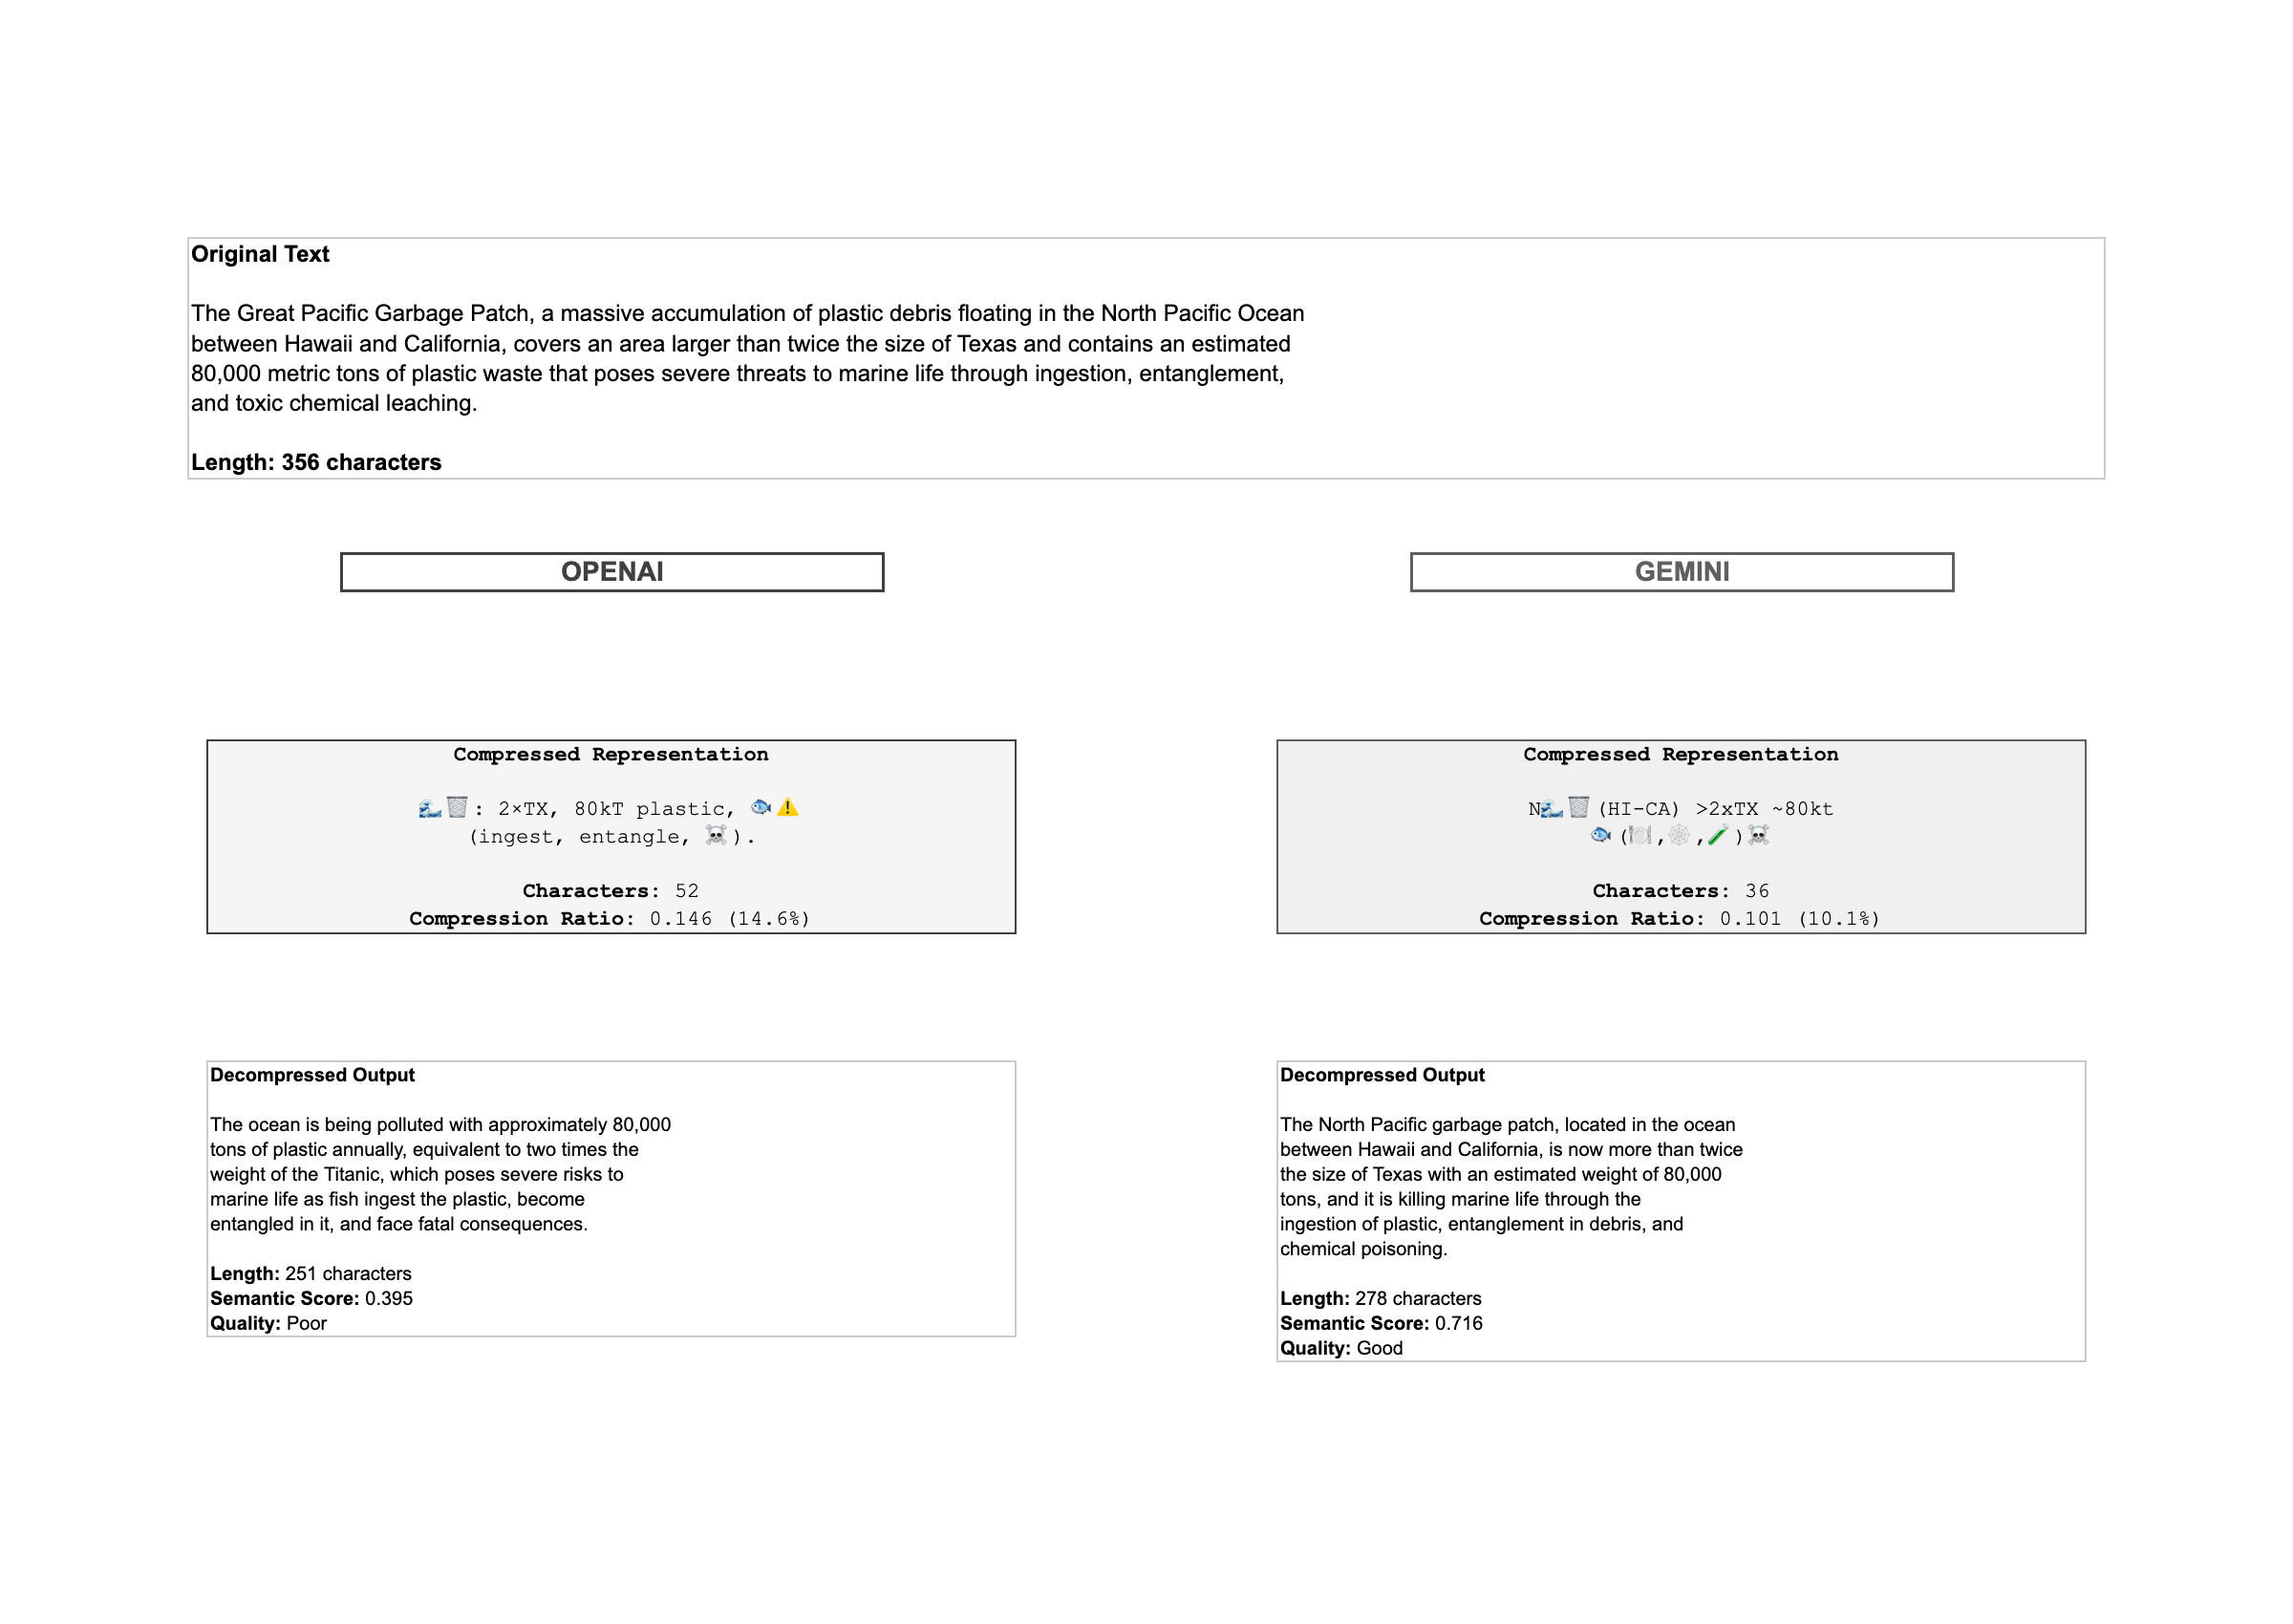 Original Text
The Great Pacific Garbage Patch, a massive accumulation of plastic debris floating in the North Pacific Ocean
between Hawaii and California, covers an area larger than twice the size of Texas and contains an estimated
80,000 metric tons of plastic waste that poses severe threats to marine life through ingestion, entanglement,
and toxic chemical leaching.
Length: 356 characters
OPENAI
Compressed Representation
🌊🗑️: 2×TX, 80kT plastic, 🐟⚠️
(ingest, entangle, ☠️).
Characters: 52
Compression Ratio: 0.146 (14.6%)
Decompressed Output
The ocean is being polluted with approximately 80,000
tons of plastic annually, equivalent to two times the
weight of the Titanic, which poses severe risks to
marine life as fish ingest the plastic, become
entangled in it, and face fatal consequences.
Length: 251 characters
Semantic Score: 0.395
Quality: Poor
GEMINI
Compressed Representation
N🌊🗑️(HI-CA) >2xTX ~80kt
🐟(🍽️,🕸️,🧪)☠️
Characters: 36
Compression Ratio: 0.101 (10.1%)
Decompressed Output
The North Pacific garbage patch, located in the ocean
between Hawaii and California, is now more than twice
the size of Texas with an estimated weight of 80,000
tons, and it is killing marine life through the
ingestion of plastic, entanglement in debris, and
chemical poisoning.
Length: 278 characters
Semantic Score: 0.716
Quality: Good